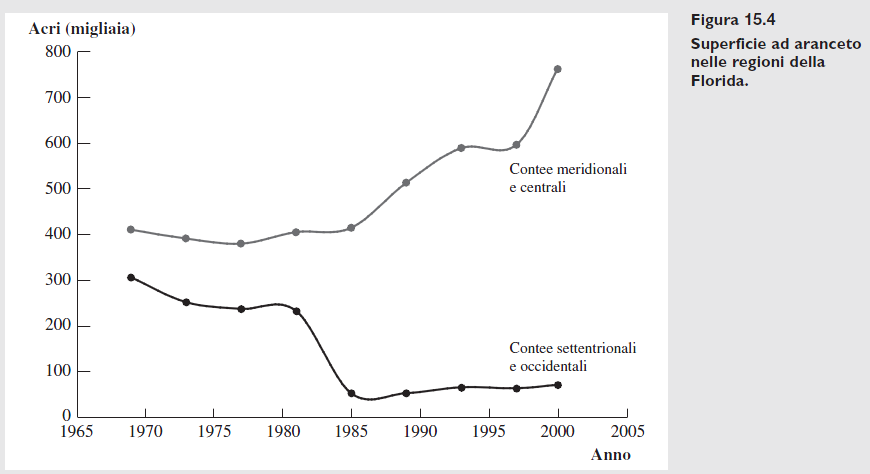 Figura 15.4
Superficie ad aranceto
nelle regioni della
Florida.
Acri (migliaia)
800
700
600
500
400
300
200
100
0
Contee meridionali
e centrali
Contee settentrionali
e occidentali
1965 1970 1975 1980 1985 1990 1995 2000 2005
Anno